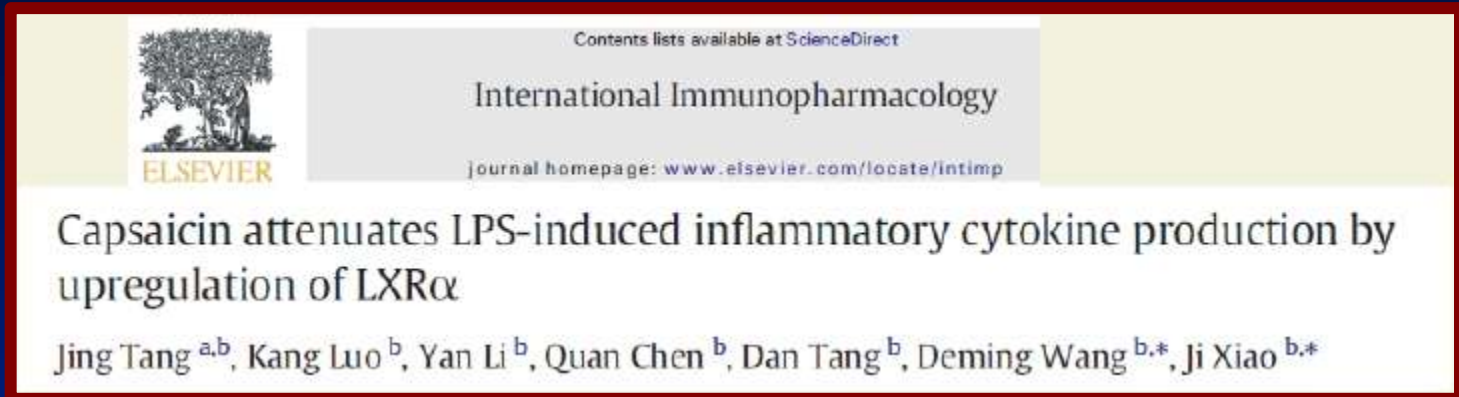 Contents lists available at ScienceDirect
International Immunopharmacology
journal homepage: www.elsevier.com/locate/intimp
ELSEVIER
Capsaicin attenuates LPS-induced inflammatory cytokine production by
upregulation of LXRα
Jing Tang a,b, Kang Luo b, Yan Li b, Quan Chen b, Dan Tang b, Deming Wang b,*, Ji Xiao b,*